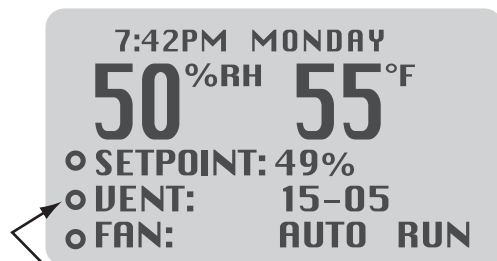 7:42PM MONDAY
50%RH 55°F
SETPOINT: 49%
VENT: 15-05
FAN: AUTO RUN